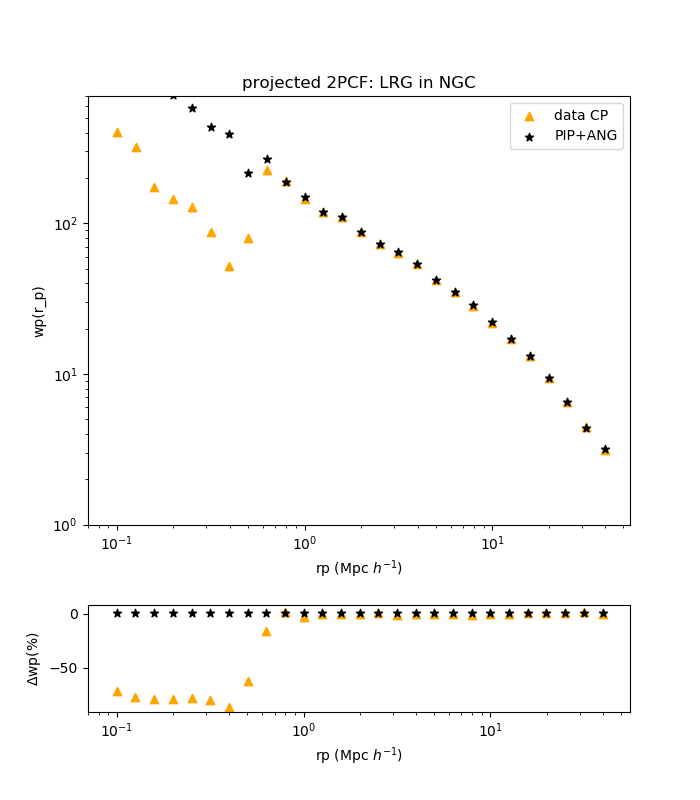 projected 2PCF: LRG in NGC
data CP
PIP+ANG
wp(r_p)
10²
10¹
10⁰
10⁻¹ 10⁰ 10¹
rp (Mpc h⁻¹)
Δwp(%)
0
−50
10⁻¹ 10⁰ 10¹
rp (Mpc h⁻¹)